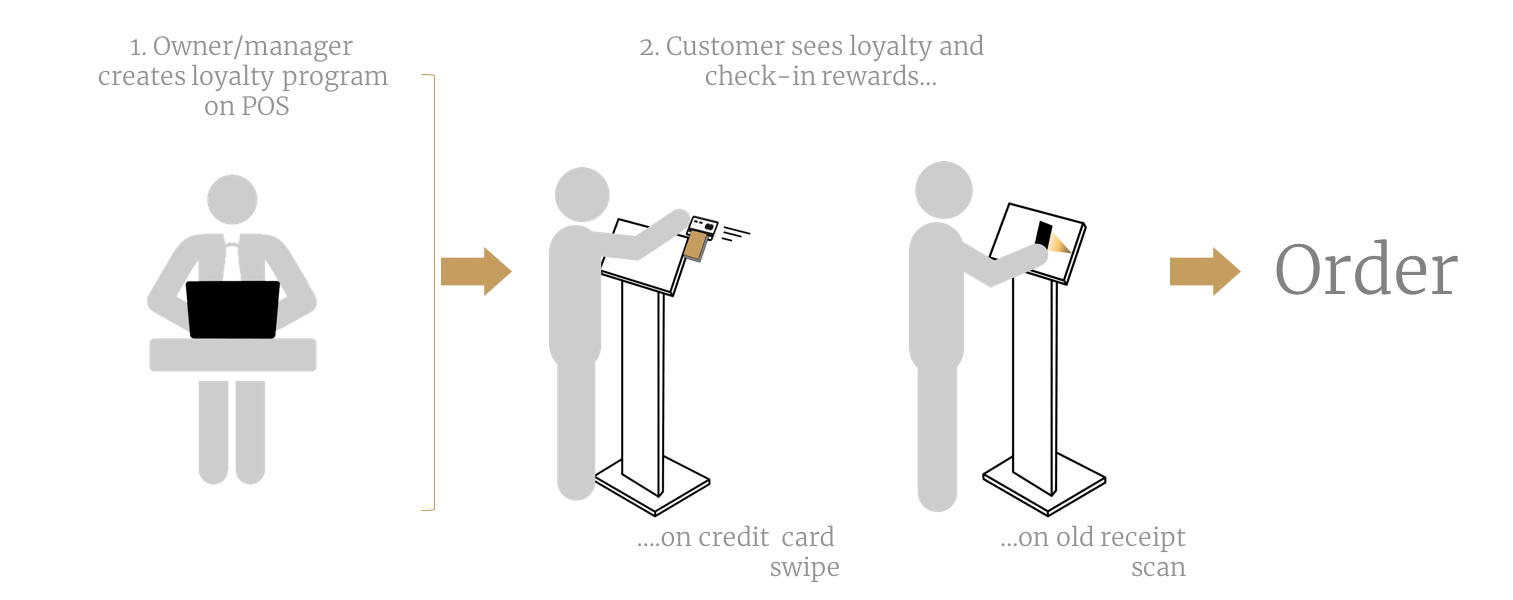 1. Owner/manager
creates loyalty program
on POS
2. Customer sees loyalty and
check-in rewards...
Order
....on credit  card
swipe
...on old receipt
scan